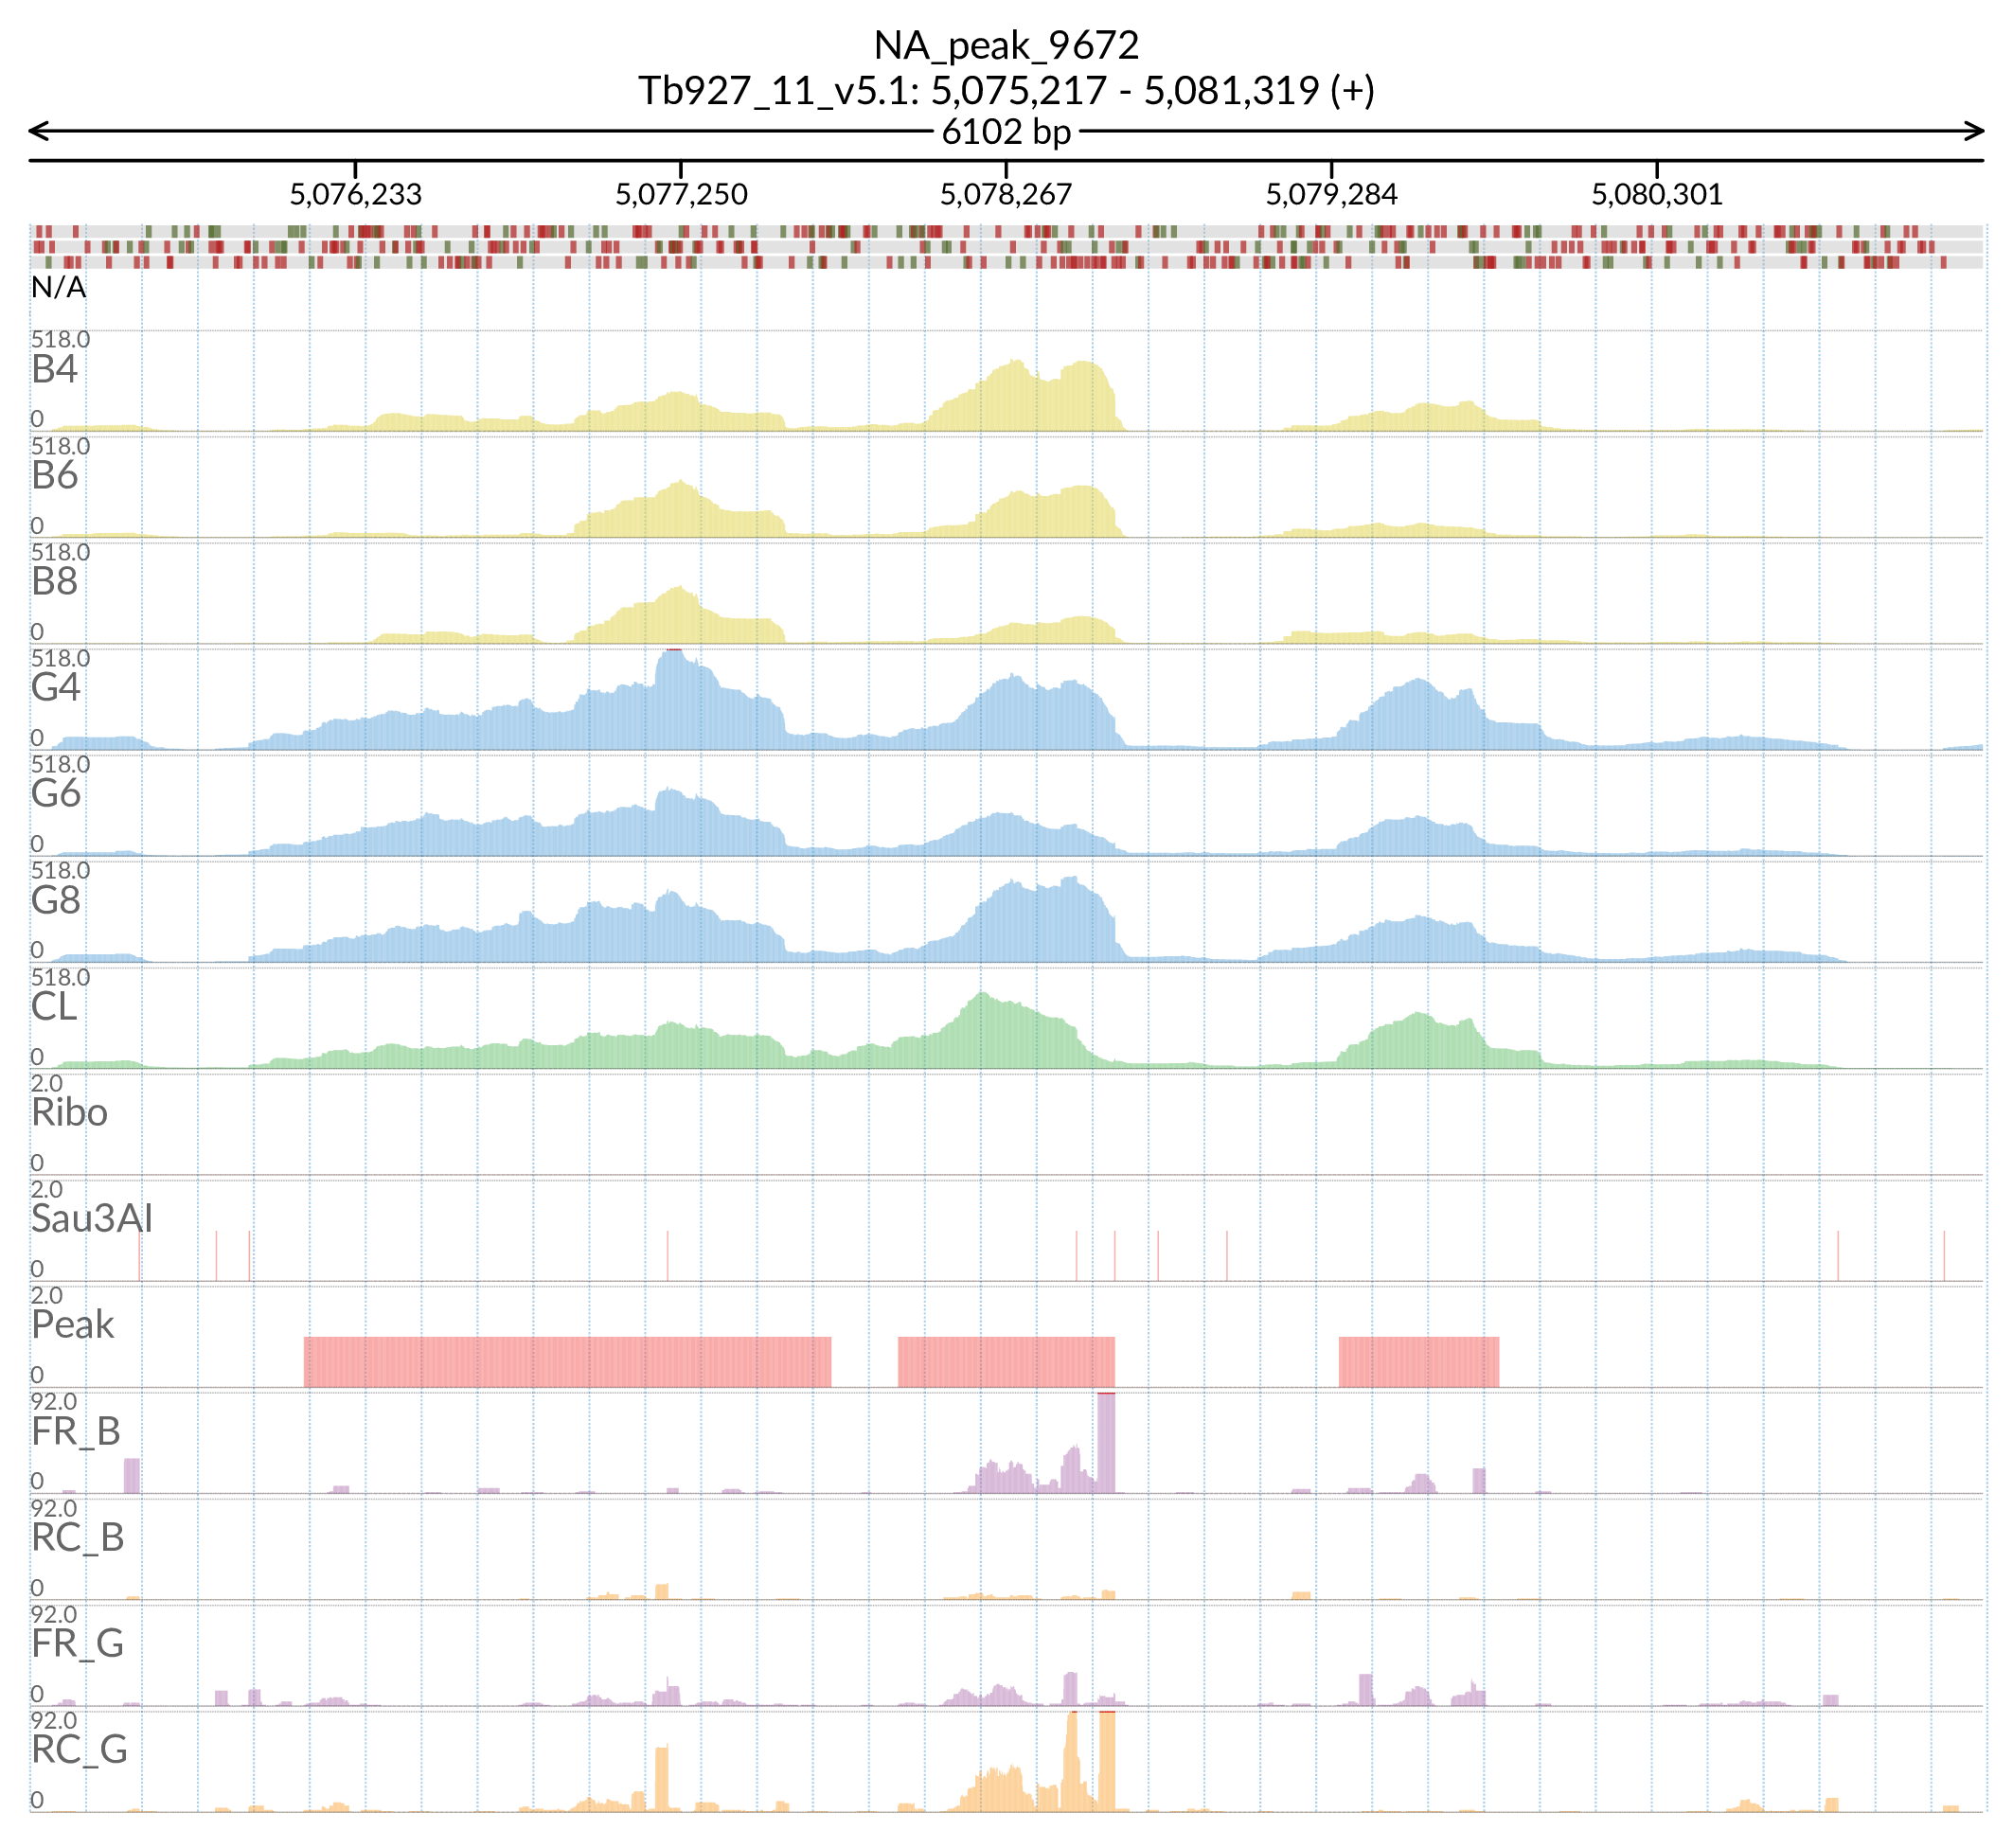 NA_peak_9672
Tb927_11_v5.1: 5,075,217 - 5,081,319 (+)
6102 bp
5,076,233 5,077,250 5,078,267 5,079,284 5,080,301
N/A
518.0
B4
0
518.0
B6
0
518.0
B8
0
518.0
G4
0
518.0
G6
0
518.0
G8
0
518.0
CL
0
2.0
Ribo
0
2.0
Sau3AI
0
2.0
Peak
0
92.0
FR_B
0
92.0
RC_B
0
92.0
FR_G
0
92.0
RC_G
0